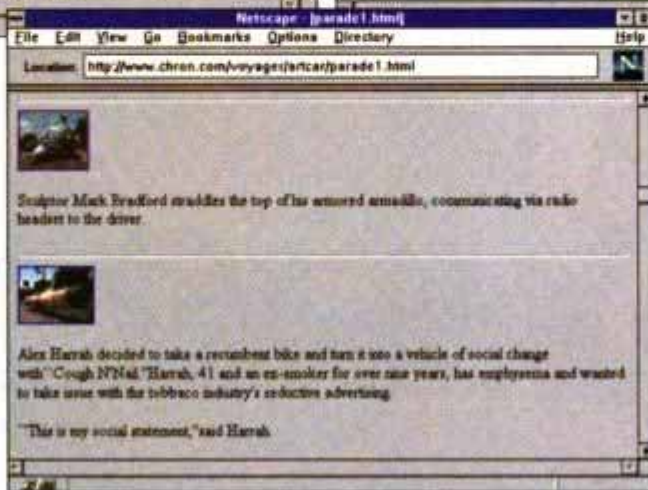 Netscape - [parade1.html]
File Edit View Go Bookmarks Options Directory Help
Location: http://www.chron.com/voyages/artcar/parade1.html
N
Sculptor Mark Bradford straddles the top of his armored armadillo, communicating via radio
headset to the driver.
Alex Harrah decided to take a recumbent bike and turn it into a vehicle of social change
with ``Cough N'Nail.''Harrah, 41 and an ex-smoker for over nine years, has emphysema and wanted
to take issue with the tobbaco industry's seductive advertising.
``This is my social statement,''said Harrah.